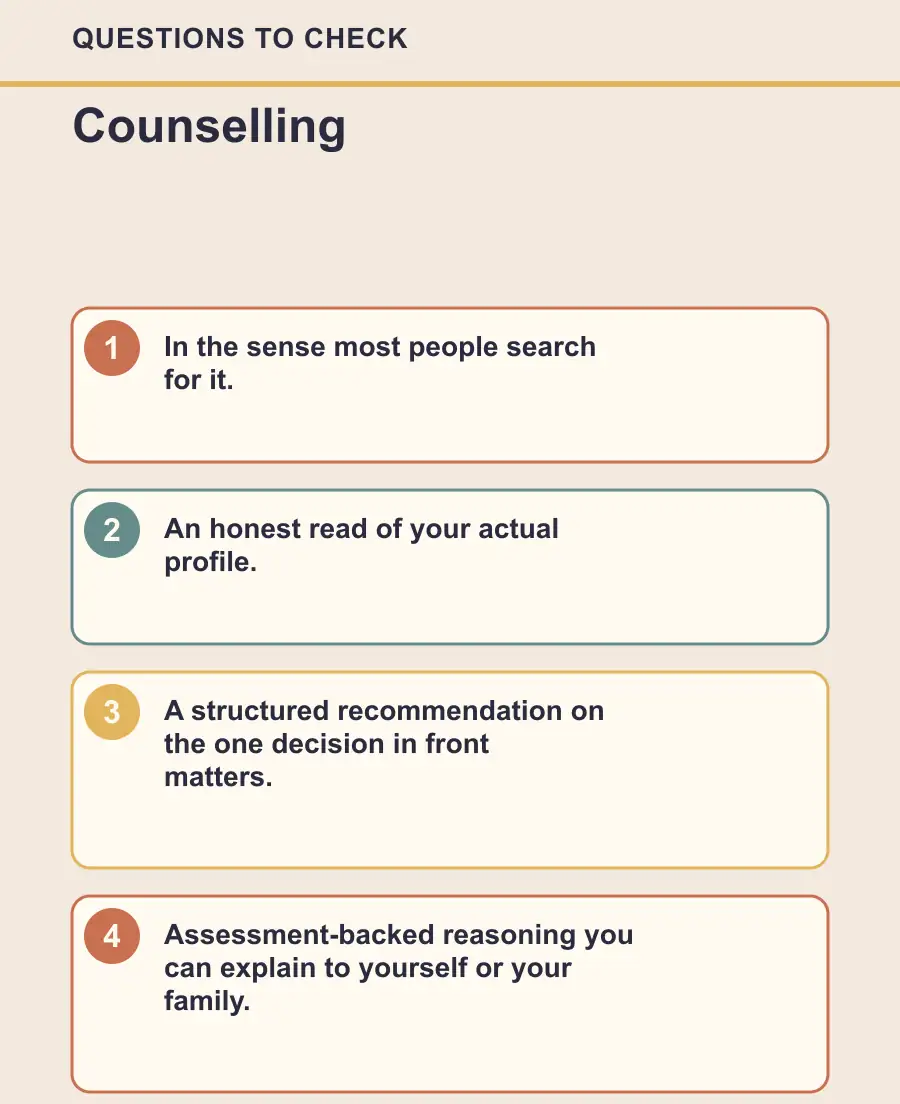 QUESTIONS TO CHECK
Counselling
1
In the sense most people search
for it.
2
An honest read of your actual
profile.
3
A structured recommendation on
the one decision in front
matters.
4
Assessment-backed reasoning you
can explain to yourself or your
family.